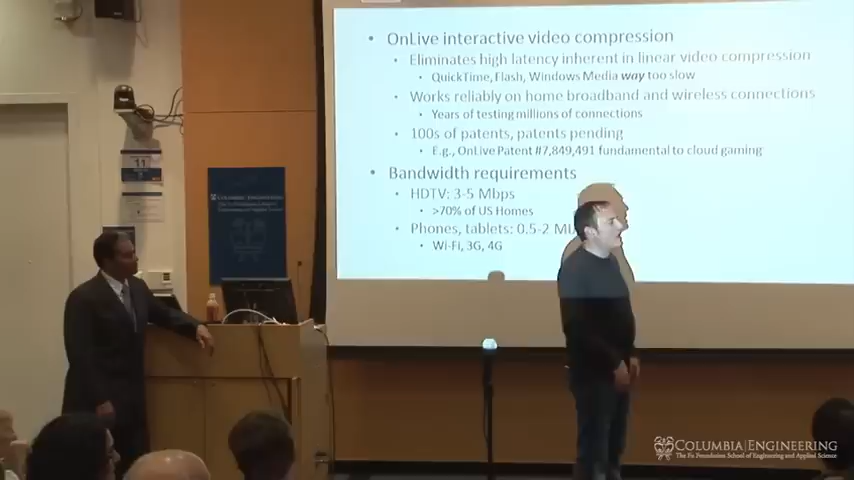 • OnLive interactive video compression
• Eliminates high latency inherent in linear video compression
• QuickTime, Flash, Windows Media way too slow
• Works reliably on home broadband and wireless connections
• Years of testing millions of connections
• 100s of patents, patents pending
• E.g., OnLive Patent #7,849,491 fundamental to cloud gaming
• Bandwidth requirements
• HDTV: 3-5 Mbps
• >70% of US Homes
• Phones, tablets: 0.5-2
• Wi-Fi, 3G, 4G
11
COLUMBIA ENGINEERING
COLUMBIA | ENGINEERING
The Fu Foundation School of Engineering and Applied Science